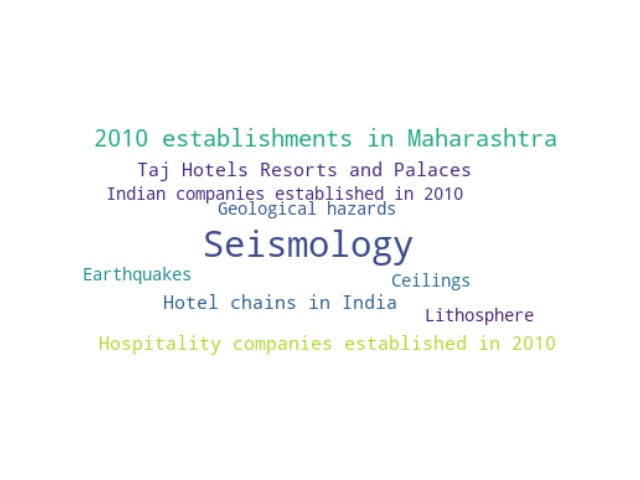 2010 establishments in Maharashtra
Taj Hotels Resorts and Palaces
Indian companies established in 2010
Geological hazards
Seismology
Earthquakes
Ceilings
Hotel chains in India
Lithosphere
Hospitality companies established in 2010